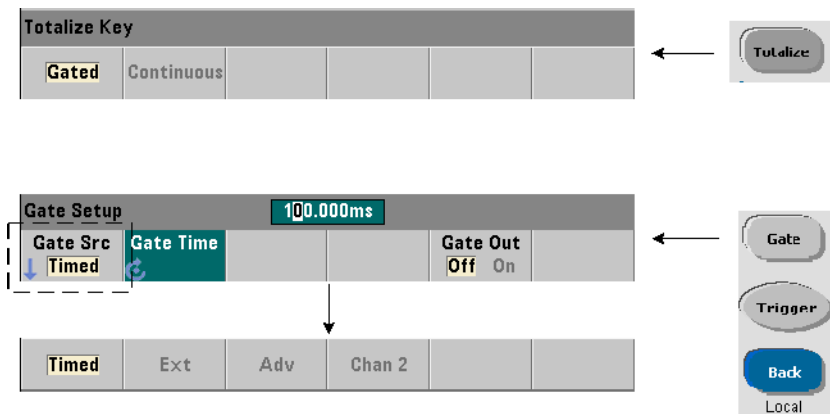 Totalize Key
Gated Continuous
Totalize
Gate Setup 100.000ms
Gate Src Gate Time Gate Out
Timed Off On
Gate
Trigger
Timed Ext Adv Chan 2
Back
Local